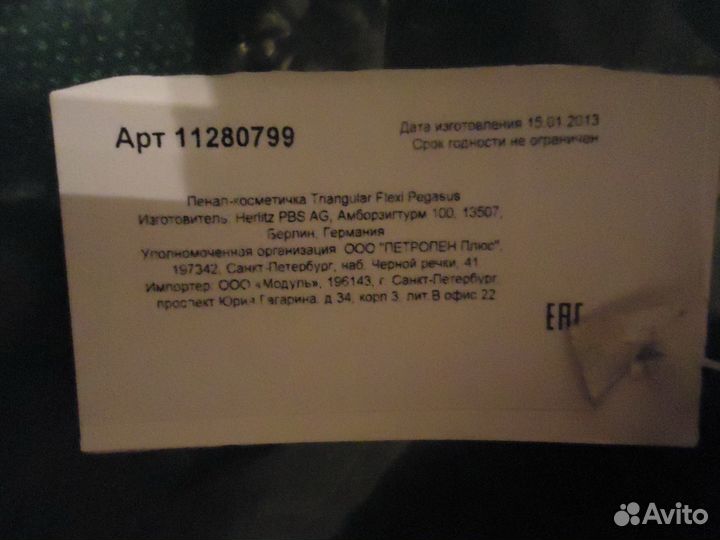 Арт 11280799
Дата изготовления 15.01.2013
Срок годности не ограничен
Пенал-косметичка Triangular Flexi Pegasus
Изготовитель: Herlitz PBS AG, Амборзигтурм 100, 13507,
Берлин, Германия
Уполномоченная организация: ООО "ПЕТРОПЕН Плюс",
197342, Санкт-Петербург, наб. Черной речки, 41
Импортер: ООО «Модуль», 196143, г. Санкт-Петербург,
проспект Юрия Гагарина, д 34, корп 3, лит.В офис 22
EAC
Avito